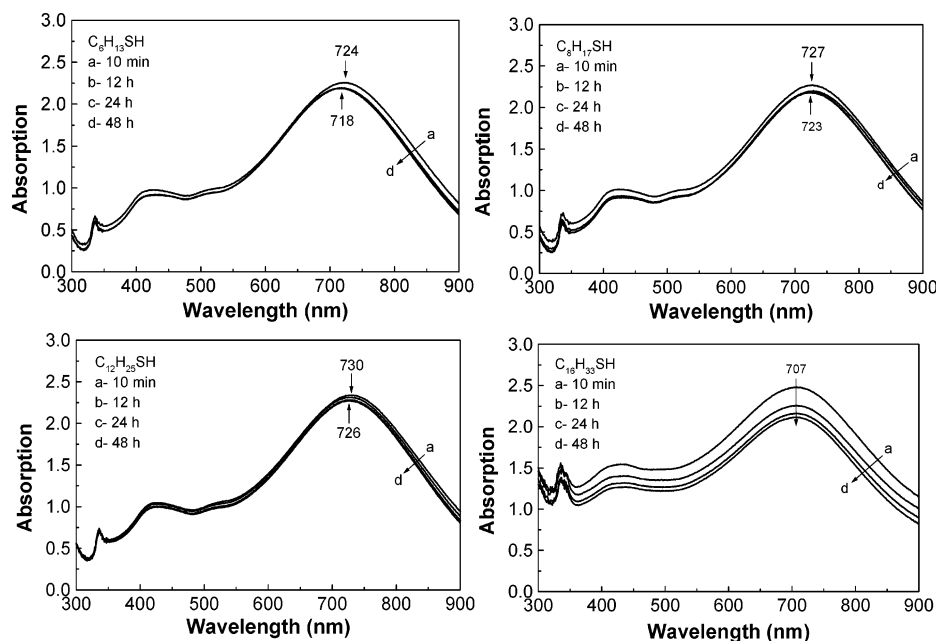 C₆H₁₃SH
a- 10 min
b- 12 h
c- 24 h
d- 48 h
724
718
a
d
Absorption
3.0
2.5
2.0
1.5
1.0
0.5
0.0
300 400 500 600 700 800 900
Wavelength (nm)
C₈H₁₇SH
a- 10 min
b- 12 h
c- 24 h
d- 48 h
727
723
a
d
Absorption
3.0
2.5
2.0
1.5
1.0
0.5
0.0
300 400 500 600 700 800 900
Wavelength (nm)
C₁₂H₂₅SH
a- 10 min
b- 12 h
c- 24 h
d- 48 h
730
726
a
d
Absorption
3.0
2.5
2.0
1.5
1.0
0.5
0.0
300 400 500 600 700 800 900
Wavelength (nm)
C₁₆H₃₃SH
a- 10 min
b- 12 h
c- 24 h
d- 48 h
707
a
d
Absorption
3.0
2.5
2.0
1.5
1.0
0.5
0.0
300 400 500 600 700 800 900
Wavelength (nm)